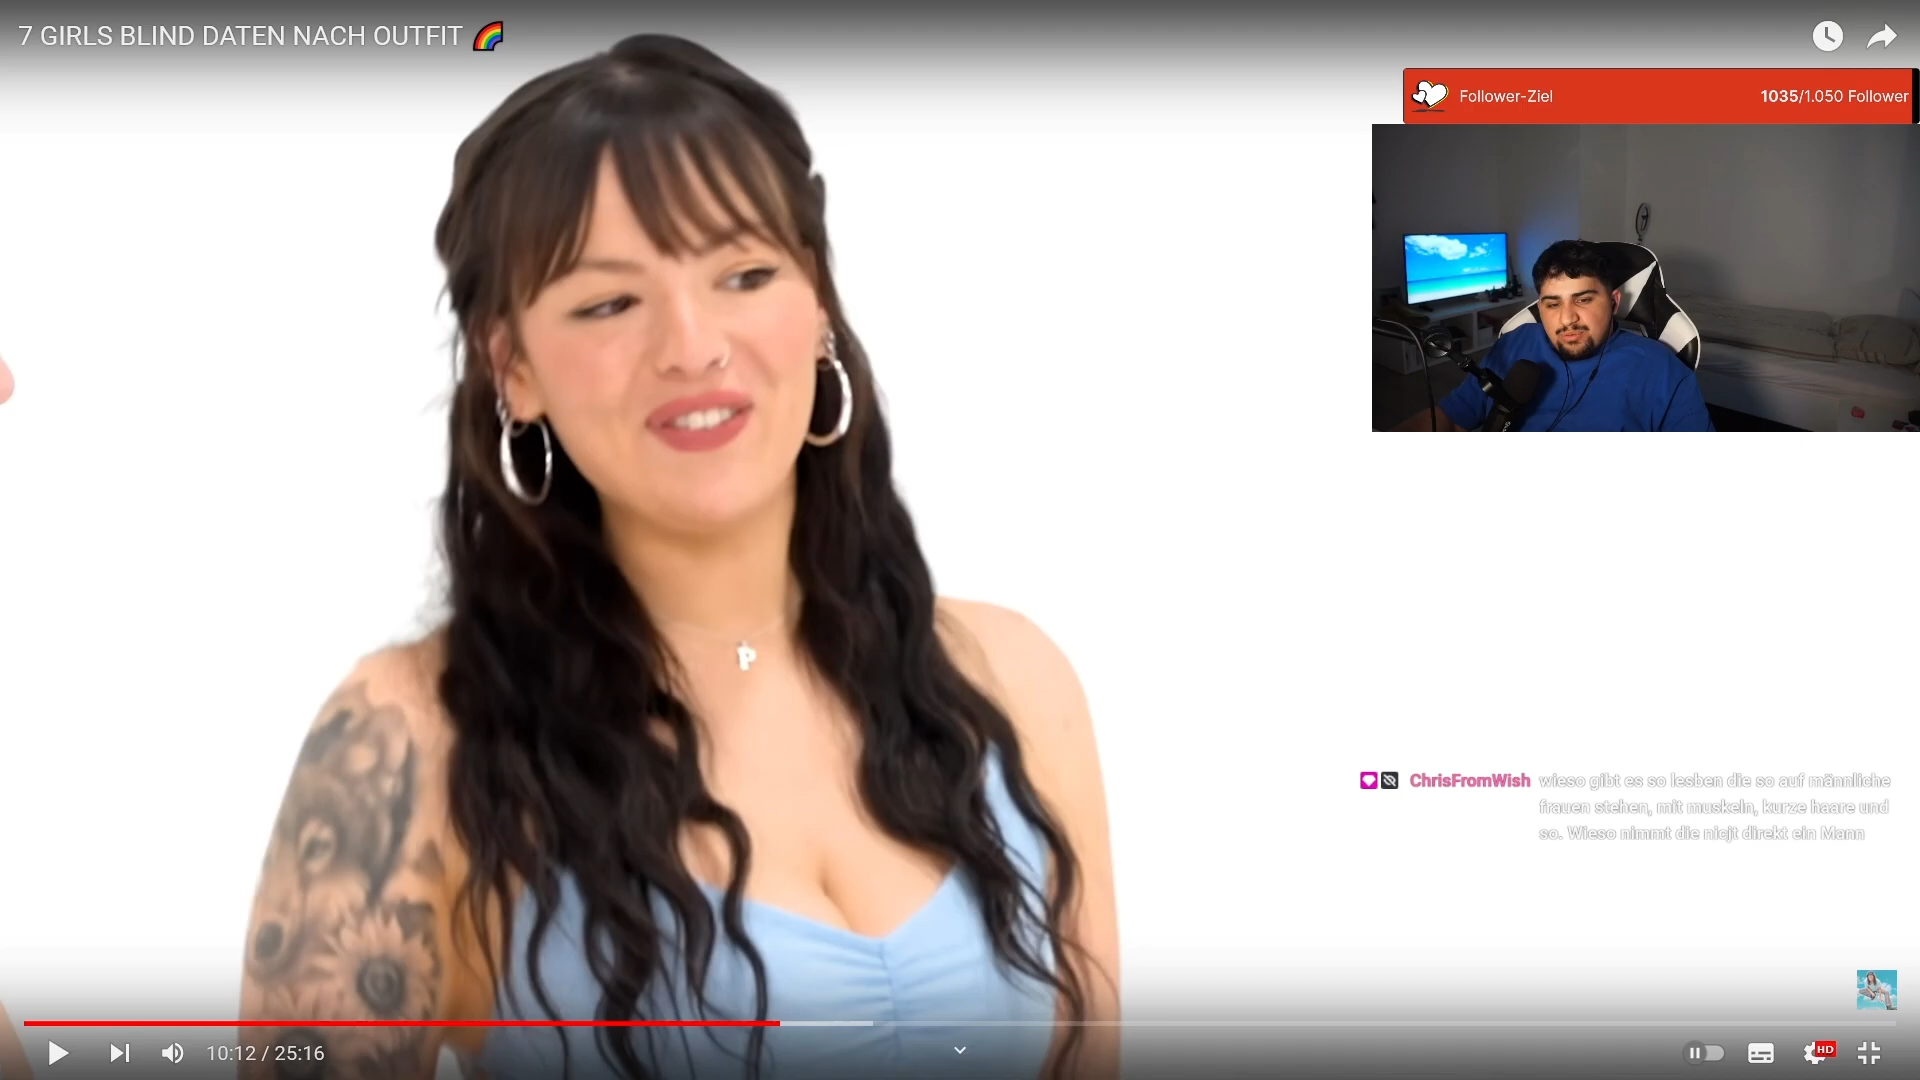 7 GIRLS BLIND DATEN NACH OUTFIT 🌈
Follower-Ziel 1035/1.050 Follower
P
ChrisFromWish wieso gibt es so lesben die so auf männliche
frauen stehen, mit muskeln, kurze haare und
so. Wieso nimmt die nicjt direkt ein Mann
10:12 / 25:16
HD